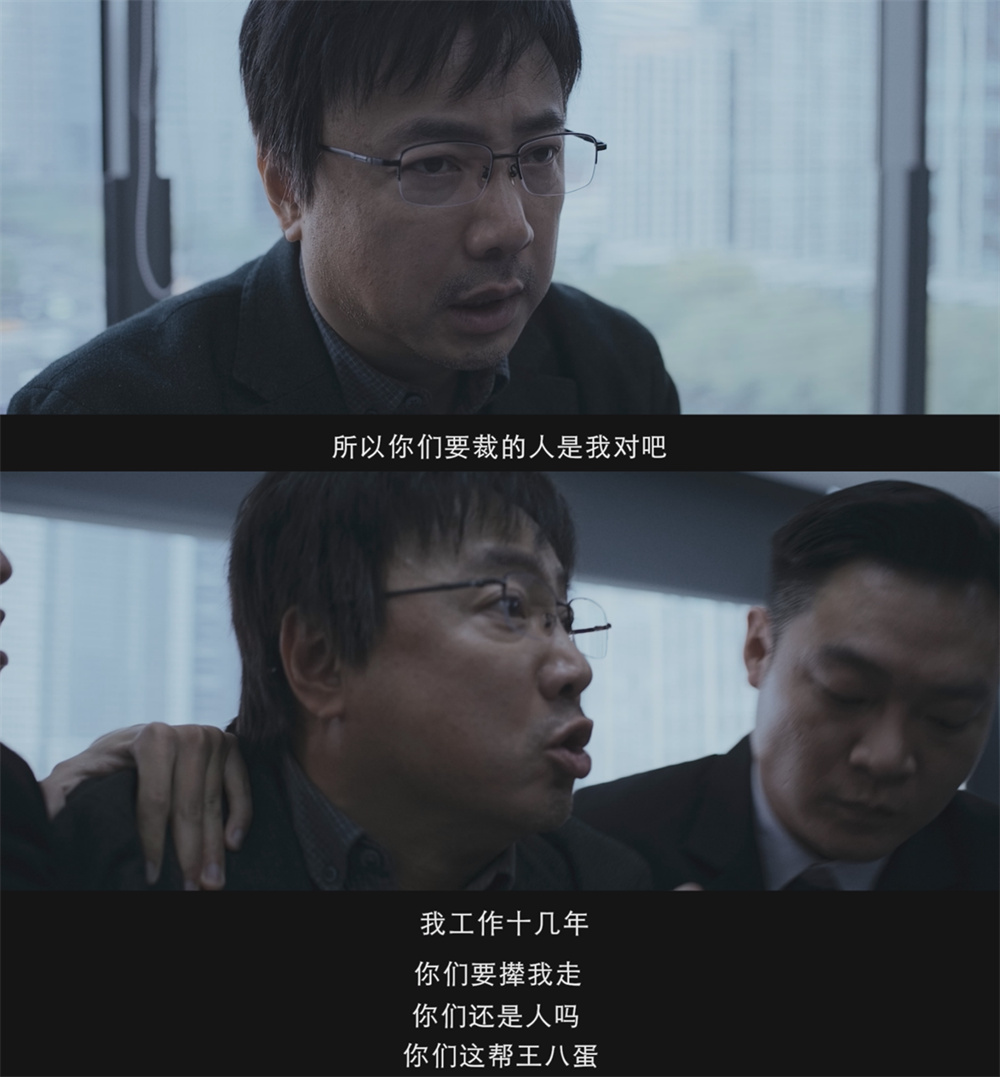 所以你们要裁的人是我对吧
我工作十几年
你们要撵我走
你们还是人吗
你们这帮王八蛋